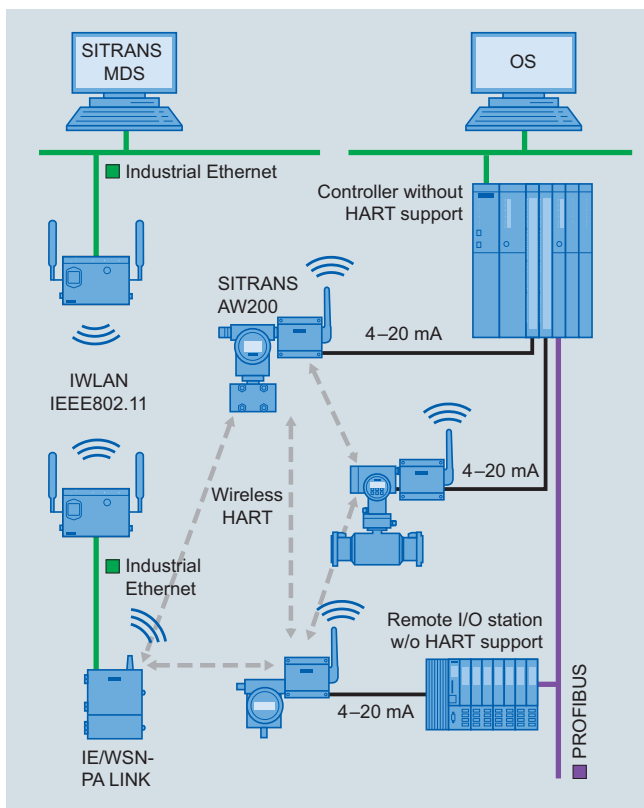 SITRANS
MDS
OS
Industrial Ethernet
Controller without
HART support
SITRANS
AW200
4–20 mA
IWLAN
IEEE802.11
4–20 mA
Wireless
HART
Industrial
Ethernet
Remote I/O station
w/o HART support
4–20 mA
PROFIBUS
IE/WSN-
PA LINK